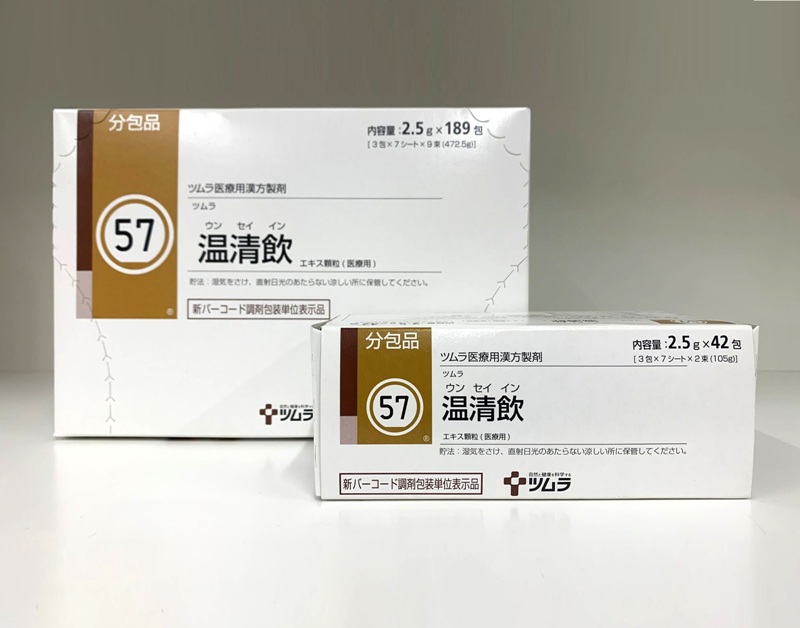 分包品
内容量:2.5g×189包
[3包×7シート×9束(472.5g)]
ツムラ医療用漢方製剤
ツムラ
57
ウン セイ イン
温清飲 エキス顆粒(医療用)
貯法:湿気をさけ、直射日光のあたらない涼しい所に保管してください。
®
新バーコード調剤包装単位表示品
自然と健康を科学する
ツムラ
分包品
ツムラ医療用漢方製剤
内容量:2.5g×42包
[3包×7シート×2束(105g)]
ツムラ
57
ウン セイ イン
温清飲
エキス顆粒(医療用)
®
貯法:湿気をさけ、直射日光のあたらない涼しい所に保管してください。
新バーコード調剤包装単位表示品
自然と健康を科学する
ツムラ